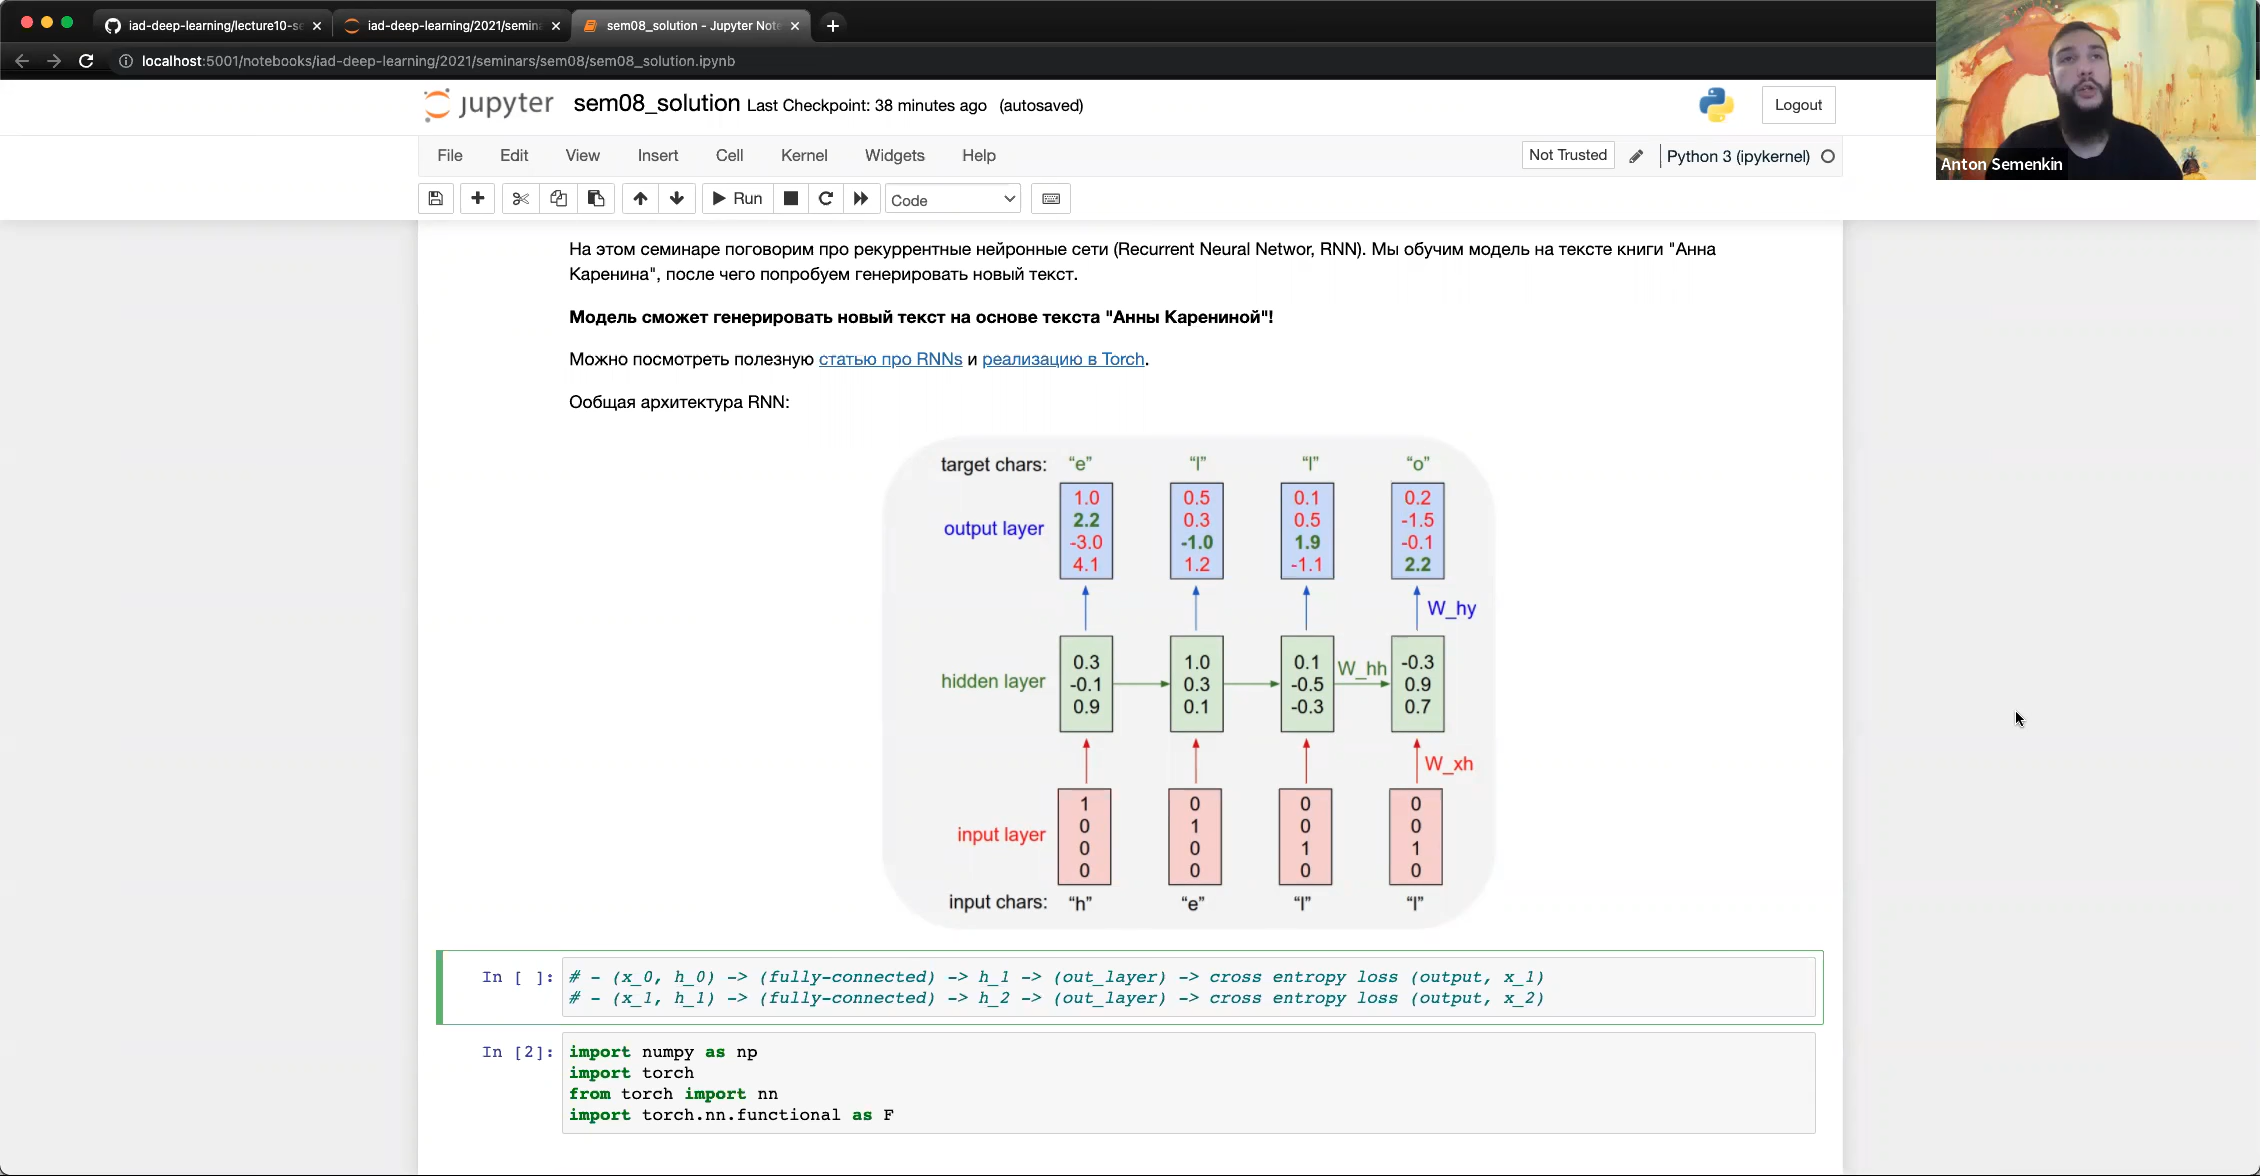 iad-deep-learning/lecture10-se
iad-deep-learning/2021/semina
sem08_solution - Jupyter Note
localhost:5001/notebooks/iad-deep-learning/2021/seminars/sem08/sem08_solution.ipynb
jupyter sem08_solution Last Checkpoint: 38 minutes ago (autosaved)
Logout
File Edit View Insert Cell Kernel Widgets Help
Not Trusted
Python 3 (ipykernel)
Anton Semenkin
Run
Code
На этом семинаре поговорим про рекуррентные нейронные сети (Recurrent Neural Networ, RNN). Мы обучим модель на тексте книги "Анна
Каренина", после чего попробуем генерировать новый текст.
Модель сможет генерировать новый текст на основе текста "Анны Карениной"!
Можно посмотреть полезную статью про RNNs и реализацию в Torch.
Ообщая архитектура RNN:
target chars: “e” “l” “l” “o”
1.0 0.5 0.1 0.2
2.2 0.3 0.5 -1.5
output layer
-3.0 -1.0 1.9 -0.1
4.1 1.2 -1.1 2.2
W_hy
0.3 1.0 0.1 W_hh -0.3
hidden layer -0.1 0.3 -0.5 0.9
0.9 0.1 -0.3 0.7
W_xh
1 0 0 0
0 1 0 0
input layer
0 0 1 1
0 0 0 0
input chars: “h” “e” “l” “l”
In [ ]: # - (x_0, h_0) -> (fully-connected) -> h_1 -> (out_layer) -> cross entropy loss (output, x_1)
# - (x_1, h_1) -> (fully-connected) -> h_2 -> (out_layer) -> cross entropy loss (output, x_2)
In [2]: import numpy as np
import torch
from torch import nn
import torch.nn.functional as F